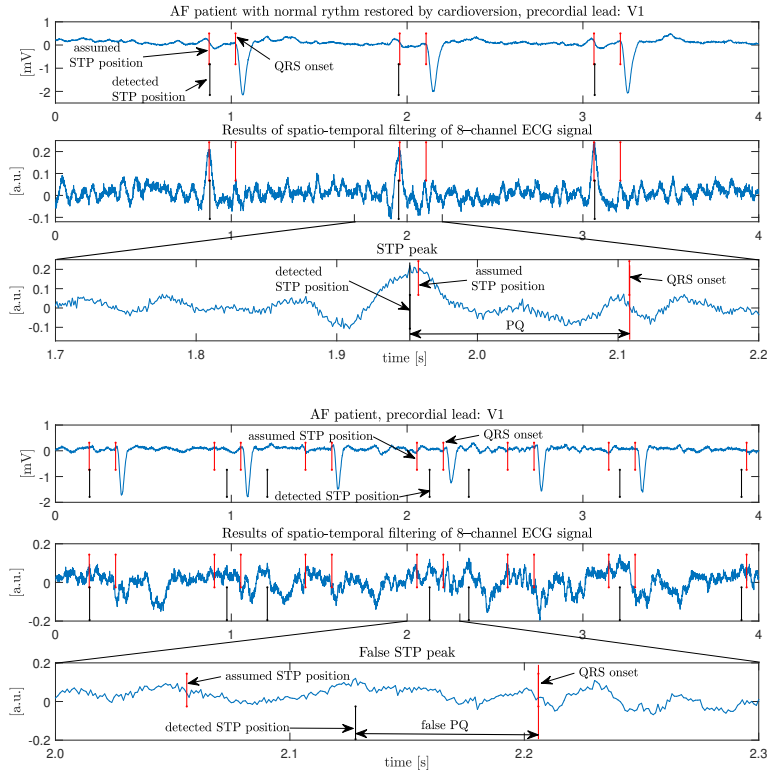 AF patient with normal rythm restored by cardioversion, precordial lead: V1
1
0
-1
-2
[mV]
assumed
STP position
QRS onset
detected
STP position
0
1
2
3
4
Results of spatio-temporal filtering of 8-channel ECG signal
0.2
0.1
0
-0.1
[a.u.]
0
1
2
3
4
STP peak
0.2
0.1
0
-0.1
[a.u.]
detected
STP position
assumed
STP position
QRS onset
PQ
1.7
1.8
1.9
2.0
2.1
2.2
time [s]
AF patient, precordial lead: V1
1
0
-1
-2
[mV]
assumed STP position
QRS onset
detected STP position
0
1
2
3
4
Results of spatio-temporal filtering of 8-channel ECG signal
0.2
0
-0.2
[a.u.]
0
1
2
3
4
False STP peak
0.2
0
-0.2
[a.u.]
assumed STP position
QRS onset
detected STP position
false PQ
2.0
2.1
2.2
2.3
time [s]